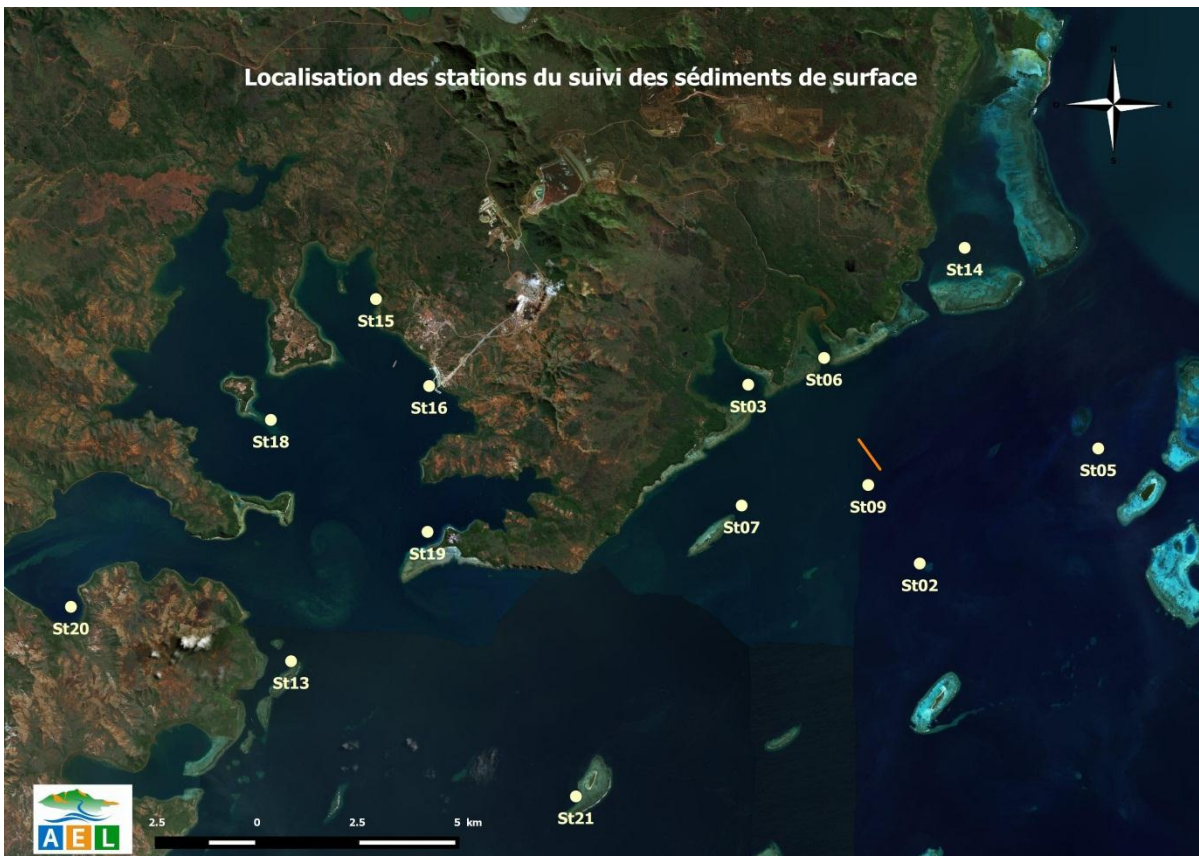 Localisation des stations du suivi des sédiments de surface
N
O
E
S
St14
St15
St06
St03
St16
St18
St05
St09
St07
St19
St02
St20
St13
St21
2.5 0 2.5 5 km
AEL